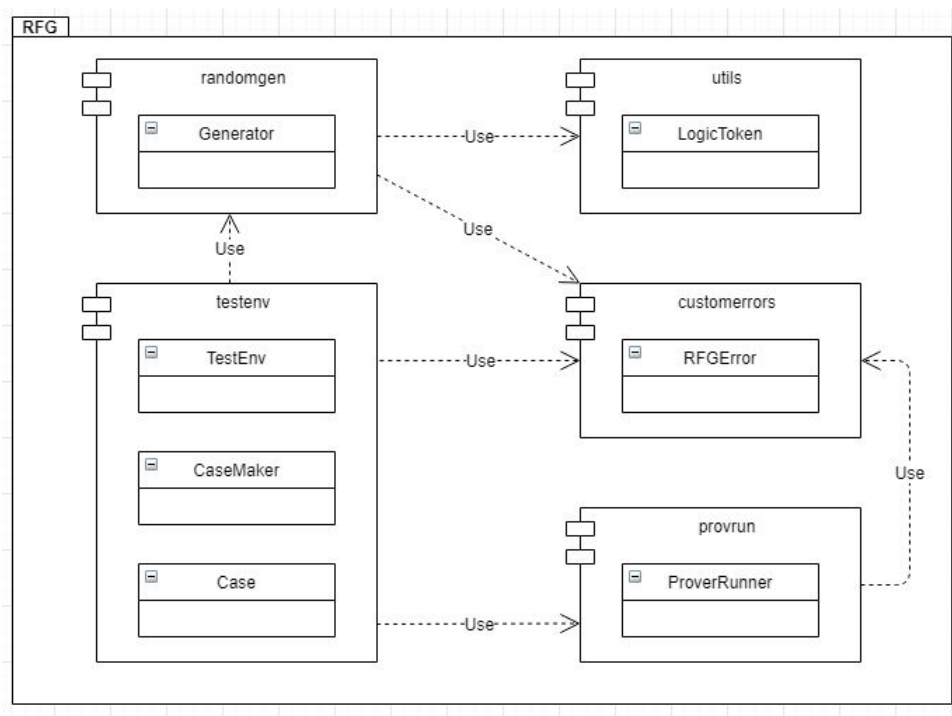 RFG
randomgen
Generator
utils
LogicToken
Use
Use
Use
testenv
TestEnv
CaseMaker
Case
customerrors
RFGError
Use
Use
provrun
ProverRunner
Use